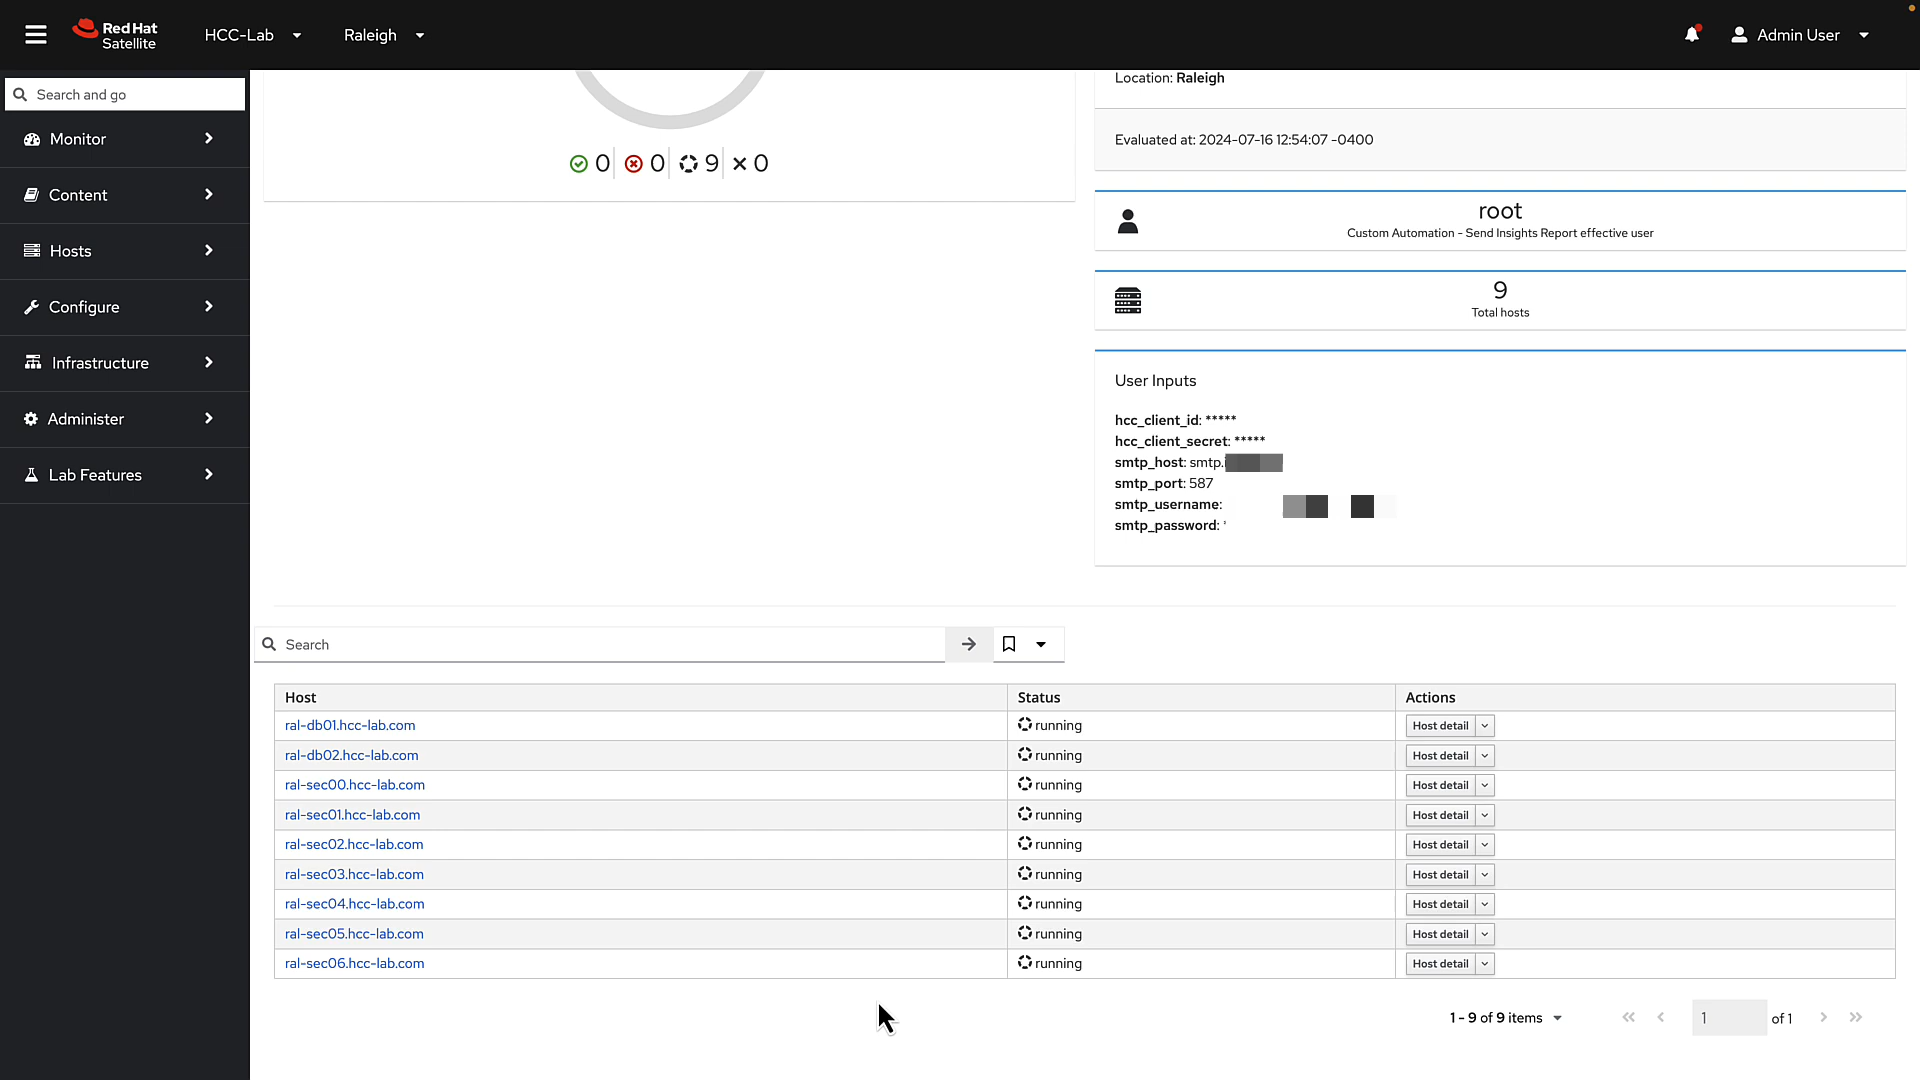 Red Hat
Satellite
HCC-Lab
Raleigh
Admin User
Search and go
Monitor
Content
Hosts
Configure
Infrastructure
Administer
Lab Features
0
0
9
0
Location: Raleigh
Evaluated at: 2024-07-16 12:54:07 -0400
root
Custom Automation - Send Insights Report effective user
9
Total hosts
User Inputs
hcc_client_id: *****
hcc_client_secret: *****
smtp_host: smtp.
smtp_port: 587
smtp_username:
smtp_password: *
Search
Host Status Actions
ral-db01.hcc-lab.com running Host detail
ral-db02.hcc-lab.com running Host detail
ral-sec00.hcc-lab.com running Host detail
ral-sec01.hcc-lab.com running Host detail
ral-sec02.hcc-lab.com running Host detail
ral-sec03.hcc-lab.com running Host detail
ral-sec04.hcc-lab.com running Host detail
ral-sec05.hcc-lab.com running Host detail
ral-sec06.hcc-lab.com running Host detail
1 - 9 of 9 items
1 of 1